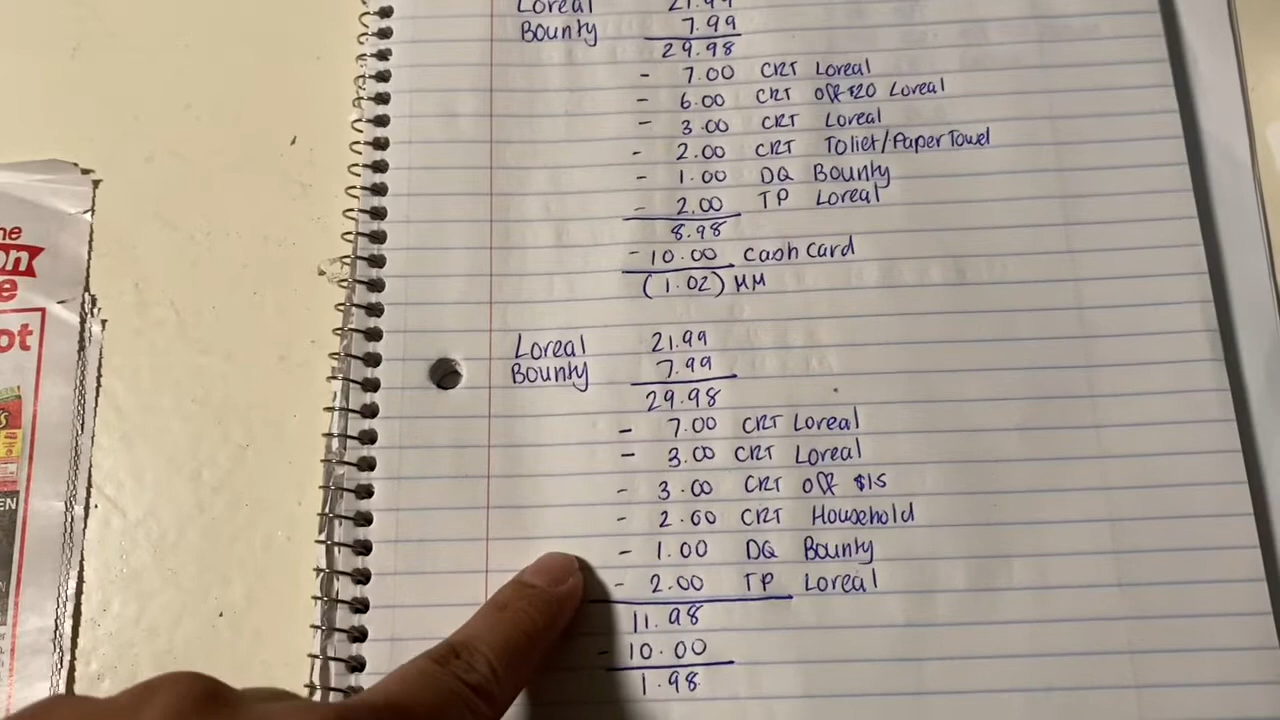 Loreal 21.99
Bounty 7.99
29.98
- 7.00 CRT Loreal
- 6.00 CRT Off $20 Loreal
- 3.00 CRT Loreal
- 2.00 CRT Toliet/Paper Towel
- 1.00 DQ Bounty
- 2.00 TP Loreal
8.98
- 10.00 Cash Card
(1.02) MM
Loreal 21.99
Bounty 7.99
29.98
- 7.00 CRT Loreal
- 3.00 CRT Loreal
- 3.00 CRT Off $15
- 2.00 CRT Household
- 1.00 DQ Bounty
- 2.00 TP Loreal
11.98
- 10.00
1.98